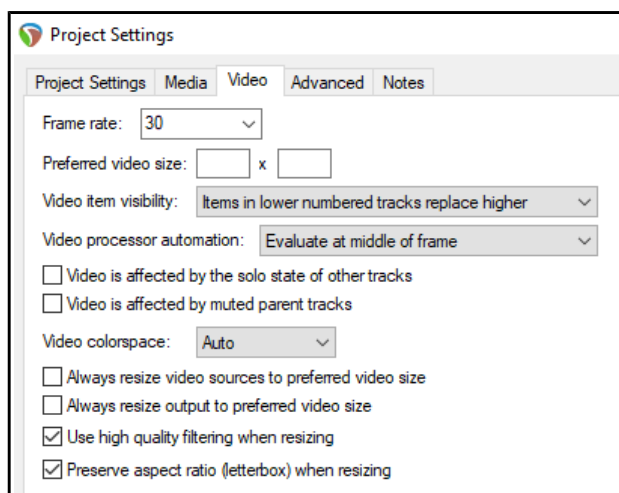 Project Settings
Project Settings Media Video Advanced Notes
Frame rate: 30
Preferred video size: x
Video item visibility: Items in lower numbered tracks replace higher
Video processor automation: Evaluate at middle of frame
Video is affected by the solo state of other tracks
Video is affected by muted parent tracks
Video colorspace: Auto
Always resize video sources to preferred video size
Always resize output to preferred video size
Use high quality filtering when resizing
Preserve aspect ratio (letterbox) when resizing